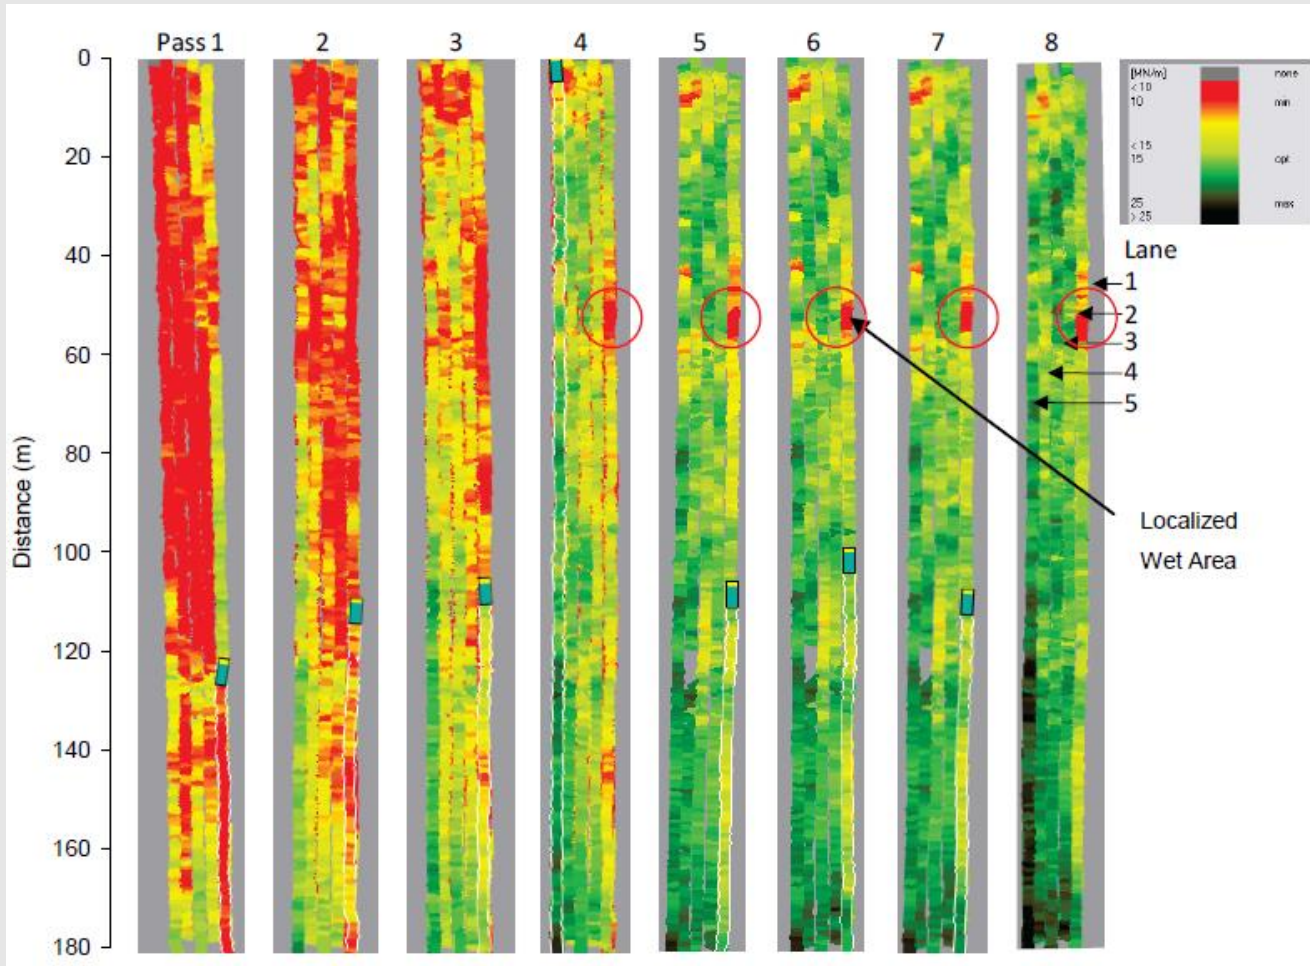 Pass 1 2 3 4 5 6 7 8
0
20
40
60
80
100
120
140
160
180
Distance (m)
[MN/m] none
<10
10 min
<15
15 opt
25 max
>25
Lane
1
2
3
4
5
Localized
Wet Area